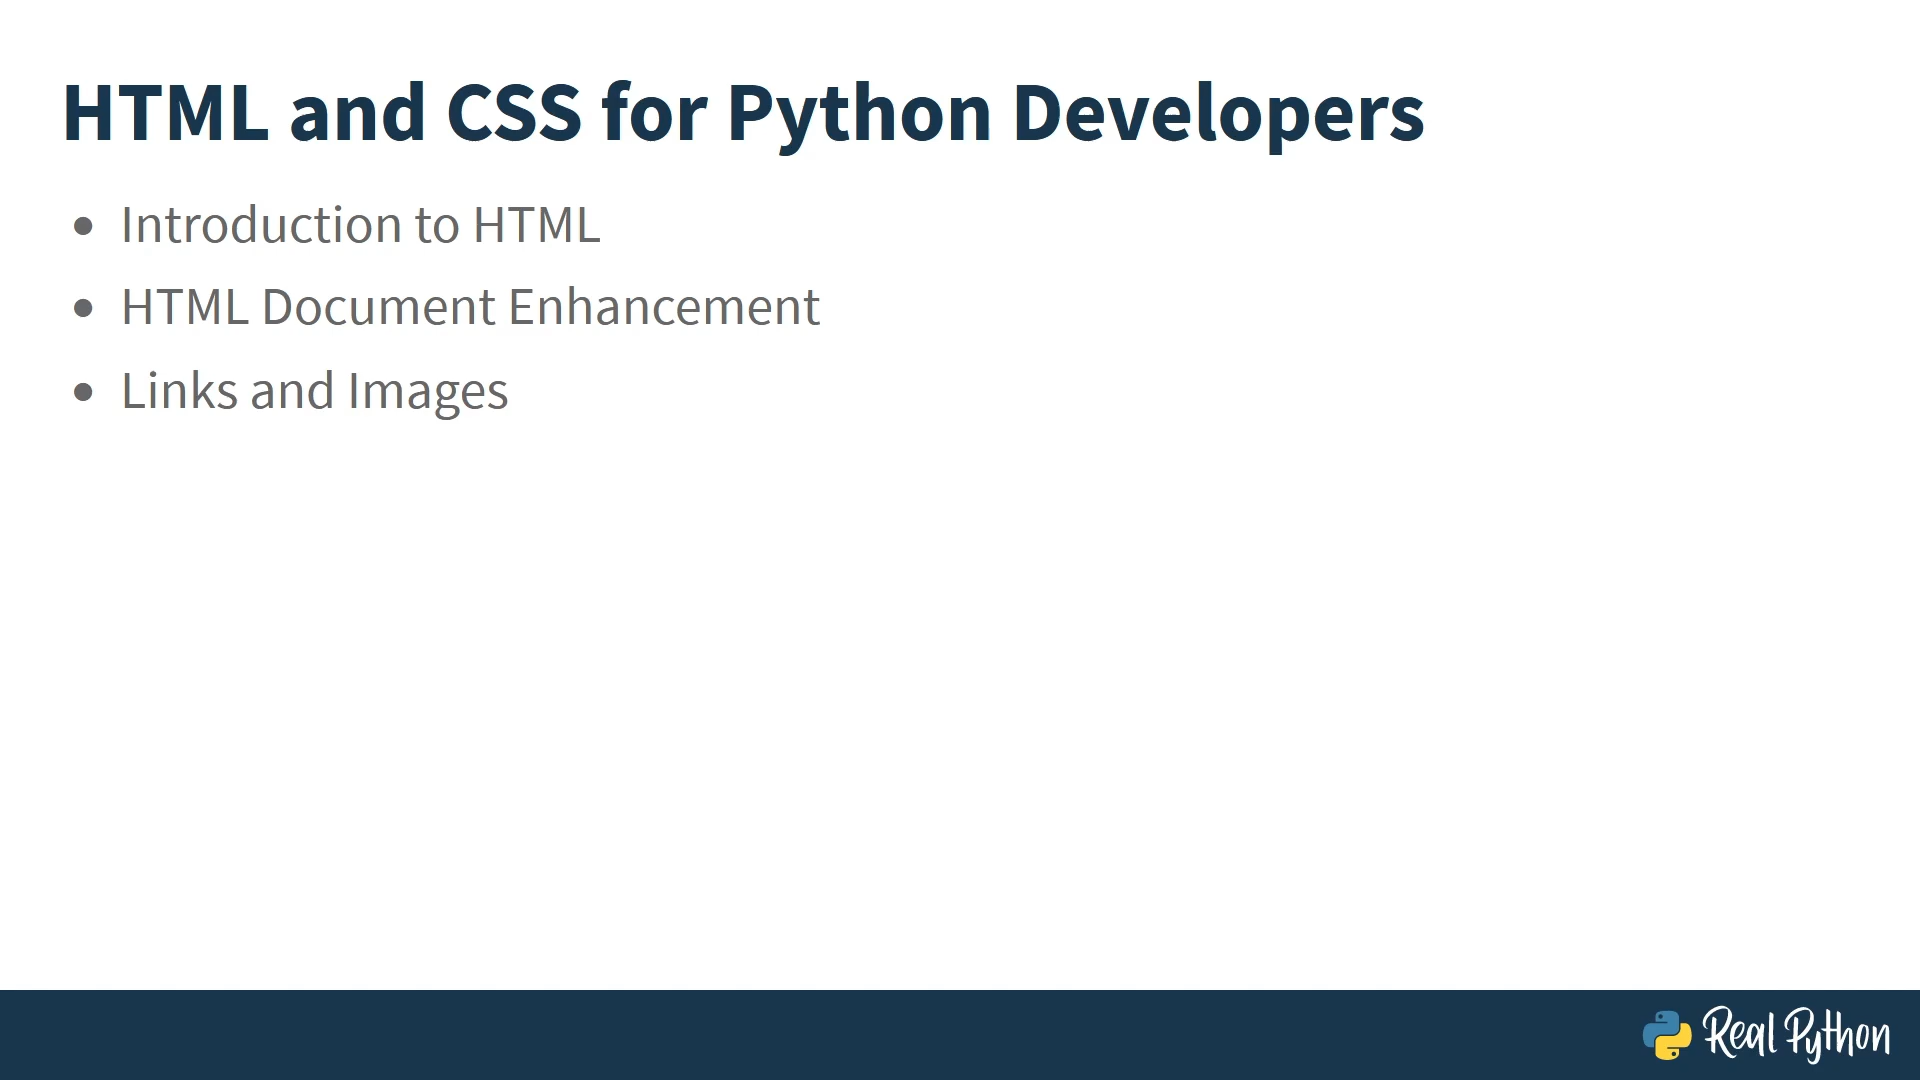 HTML and CSS for Python Developers
• Introduction to HTML
• HTML Document Enhancement
• Links and Images
Real Python